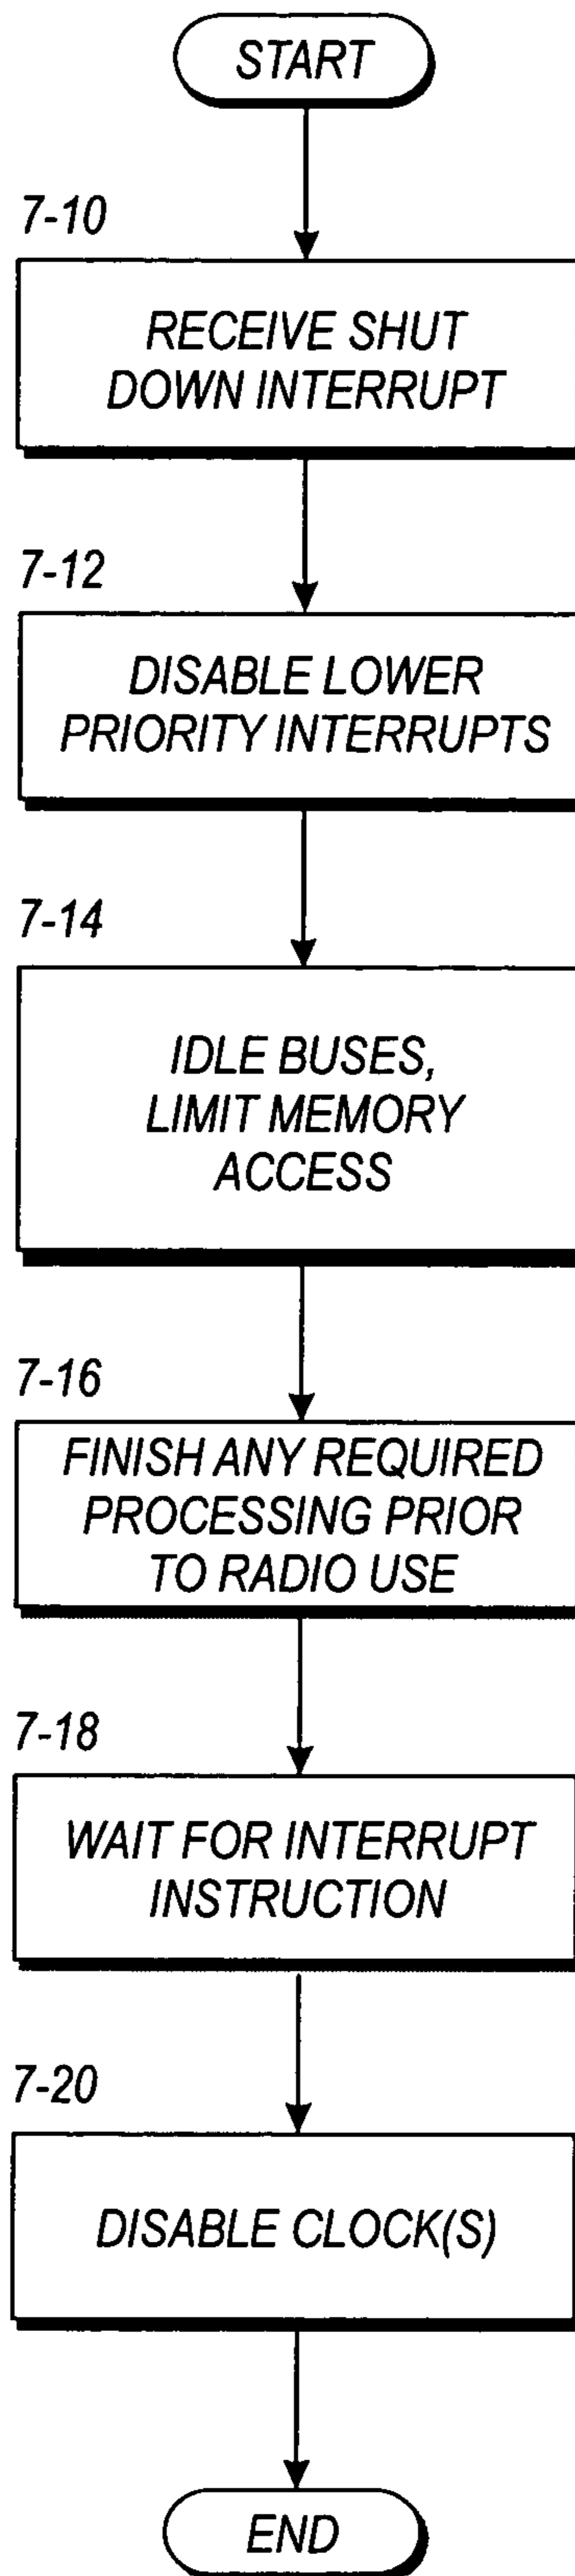 START
7-10
RECEIVE SHUT
DOWN INTERRUPT
7-12
DISABLE LOWER
PRIORITY INTERRUPTS
7-14
IDLE BUSES,
LIMIT MEMORY
ACCESS
7-16
FINISH ANY REQUIRED
PROCESSING PRIOR
TO RADIO USE
7-18
WAIT FOR INTERRUPT
INSTRUCTION
7-20
DISABLE CLOCK(S)
END